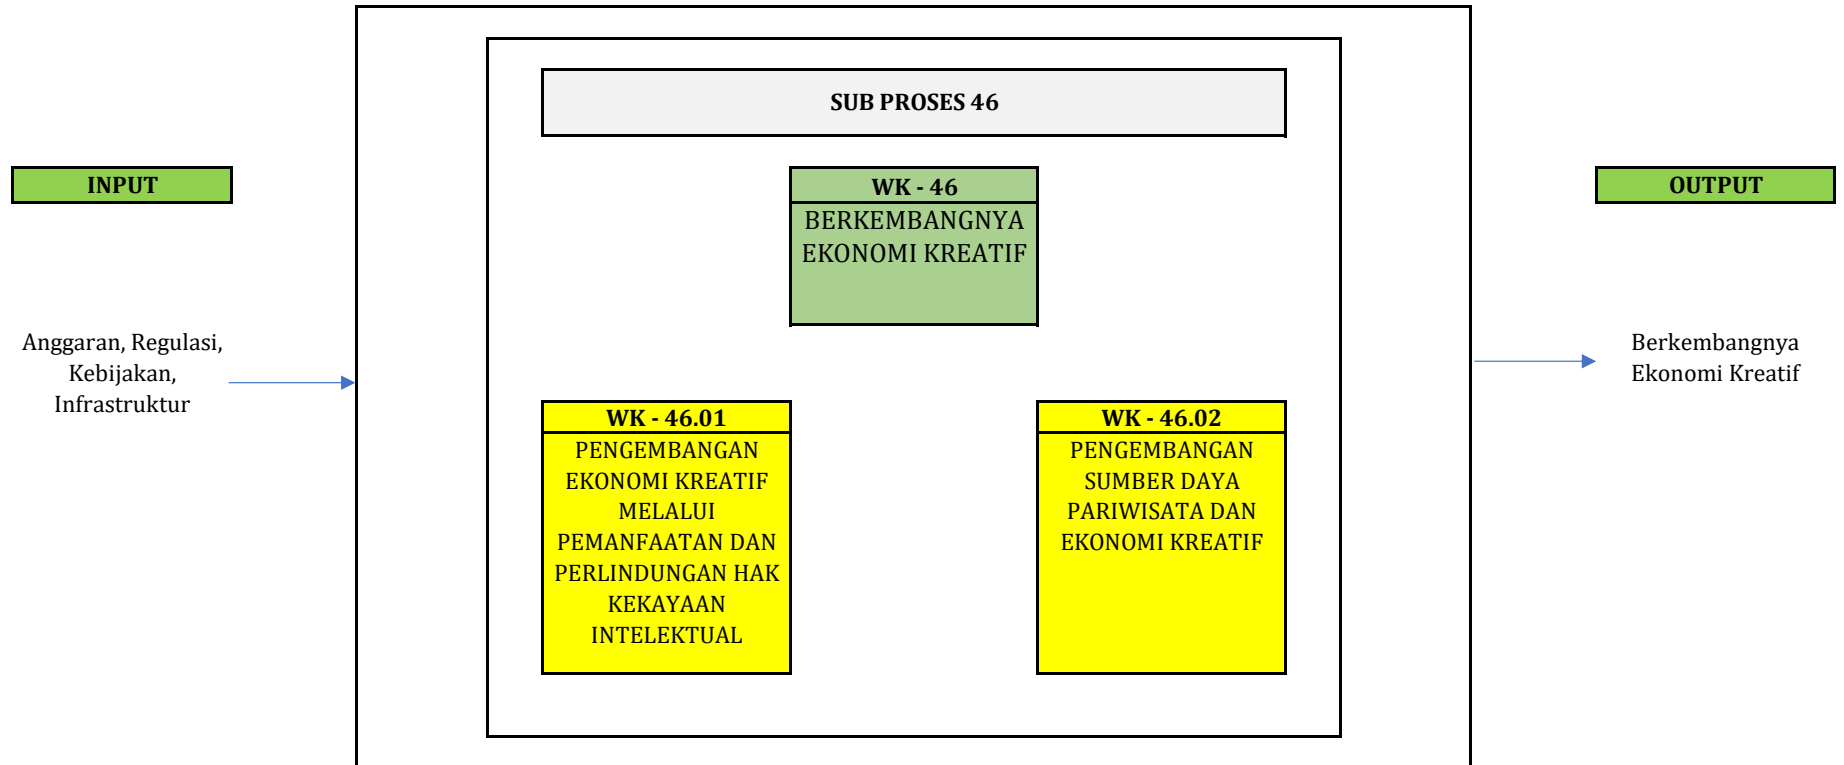 SUB PROSES 46
INPUT
WK - 46
OUTPUT
BERKEMBANGNYA
EKONOMI KREATIF
Anggaran, Regulasi,
Kebijakan,
Infrastruktur
Berkembangnya
Ekonomi Kreatif
WK - 46.01
PENGEMBANGAN
EKONOMI KREATIF
MELALUI
PEMANFAATAN DAN
PERLINDUNGAN HAK
KEKAYAAN
INTELEKTUAL
WK - 46.02
PENGEMBANGAN
SUMBER DAYA
PARIWISATA DAN
EKONOMI KREATIF